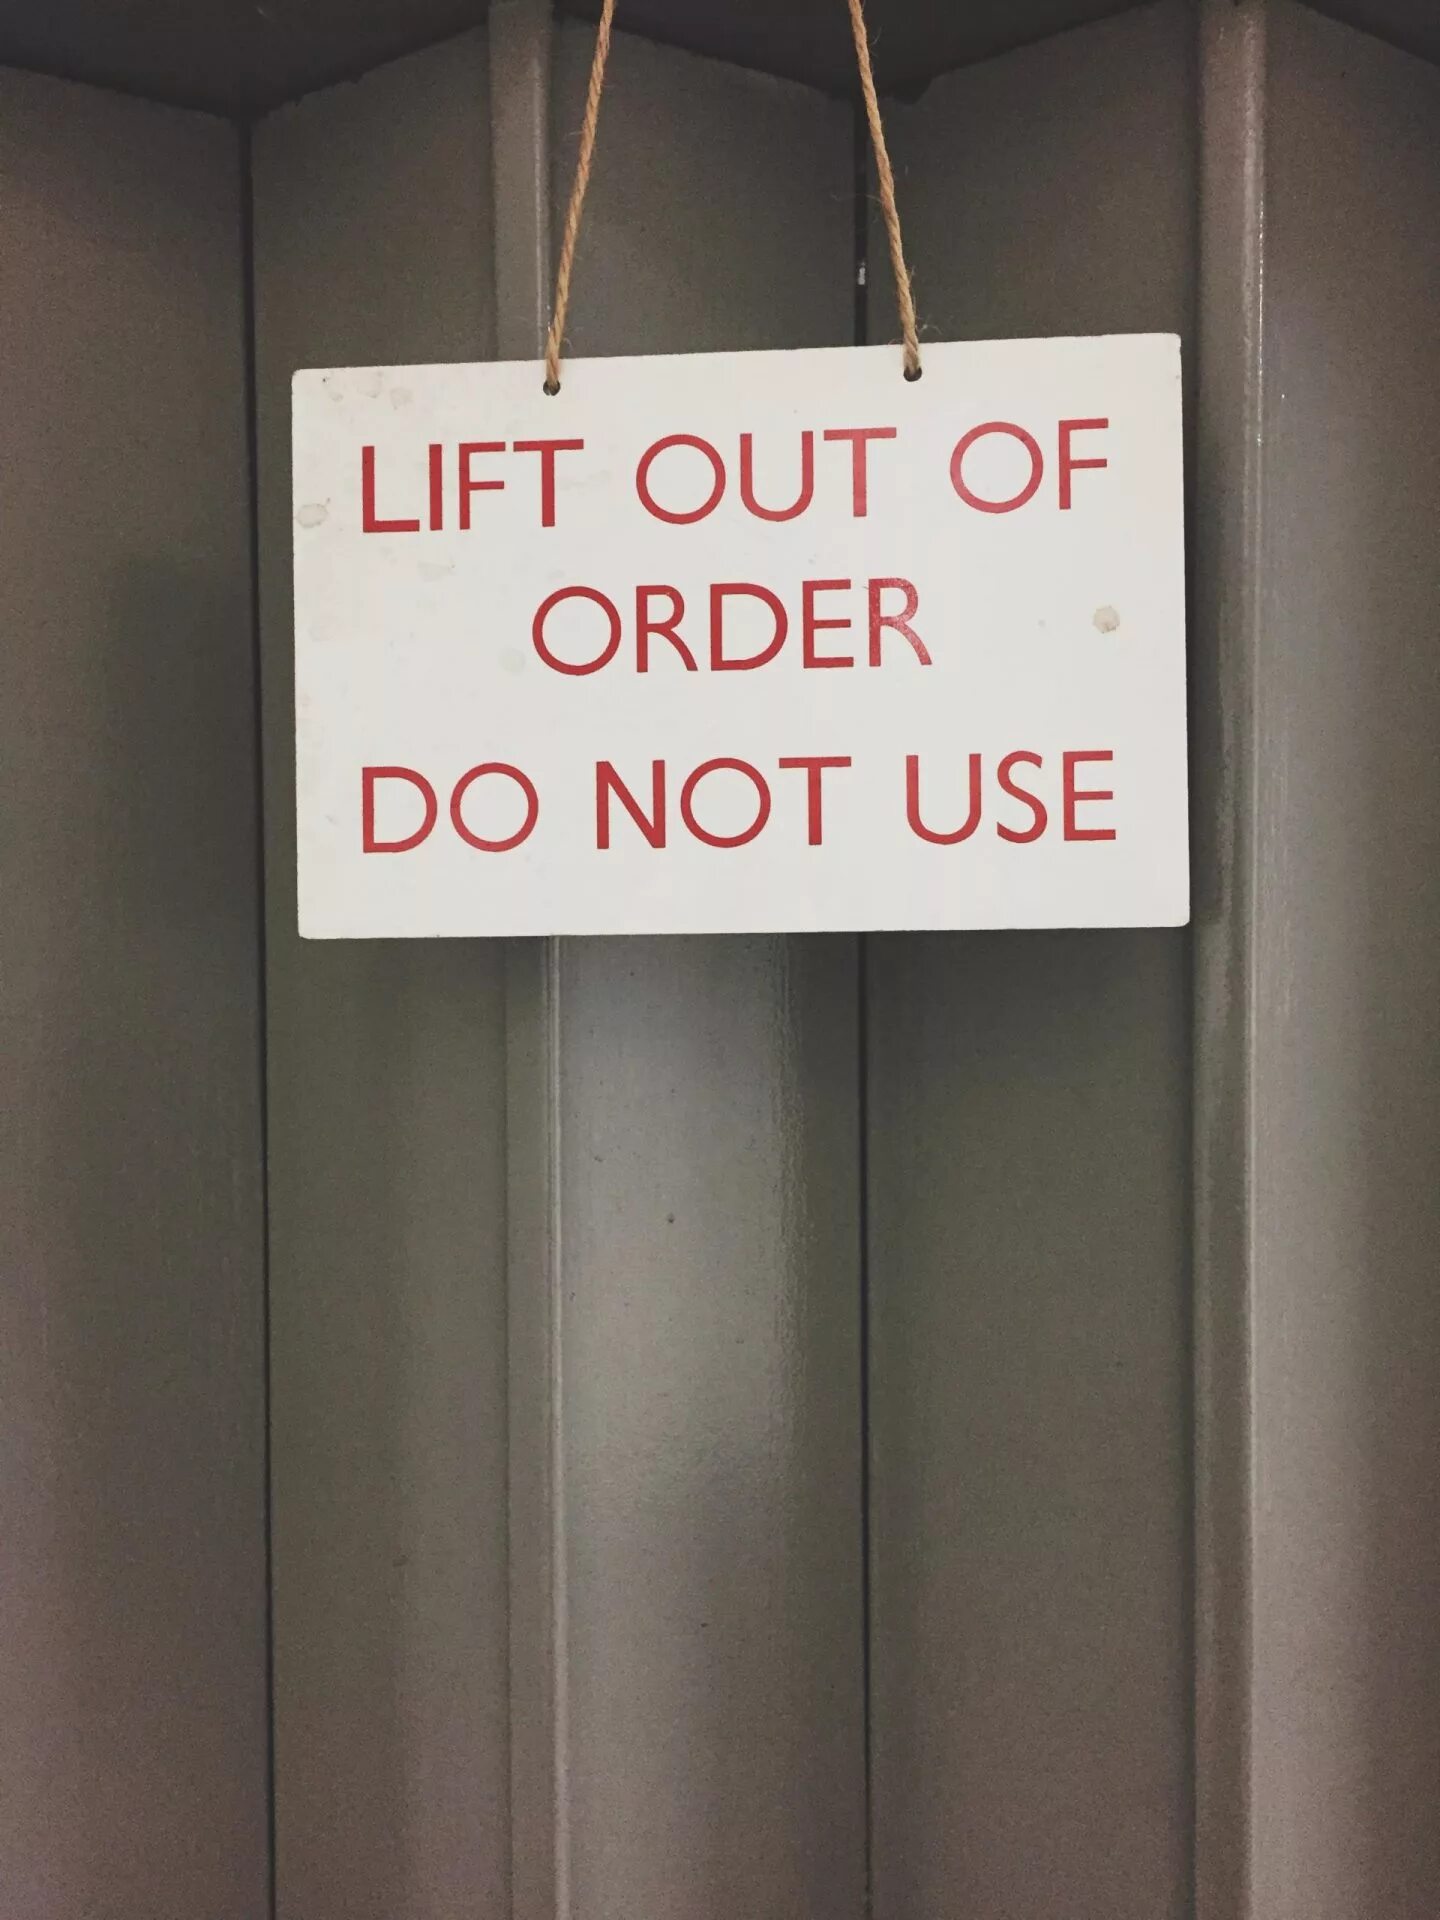 LIFT OUT OF
ORDER
DO NOT USE